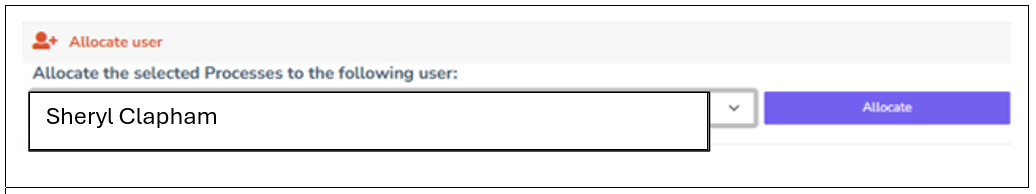 Allocate user
Allocate the selected Processes to the following user:
Sheryl Clapham
Allocate